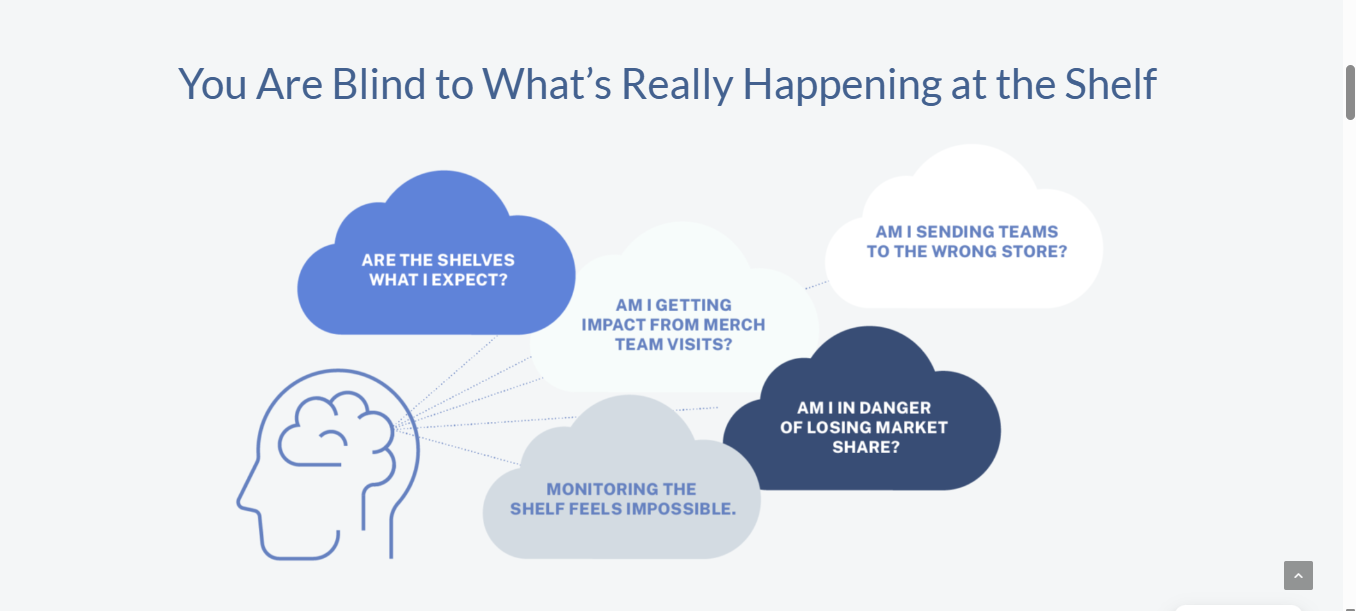 You Are Blind to What’s Really Happening at the Shelf
ARE THE SHELVES
WHAT I EXPECT?
AM I GETTING
IMPACT FROM MERCH
TEAM VISITS?
AM I SENDING TEAMS
TO THE WRONG STORE?
AM I IN DANGER
OF LOSING MARKET
SHARE?
MONITORING THE
SHELF FEELS IMPOSSIBLE.